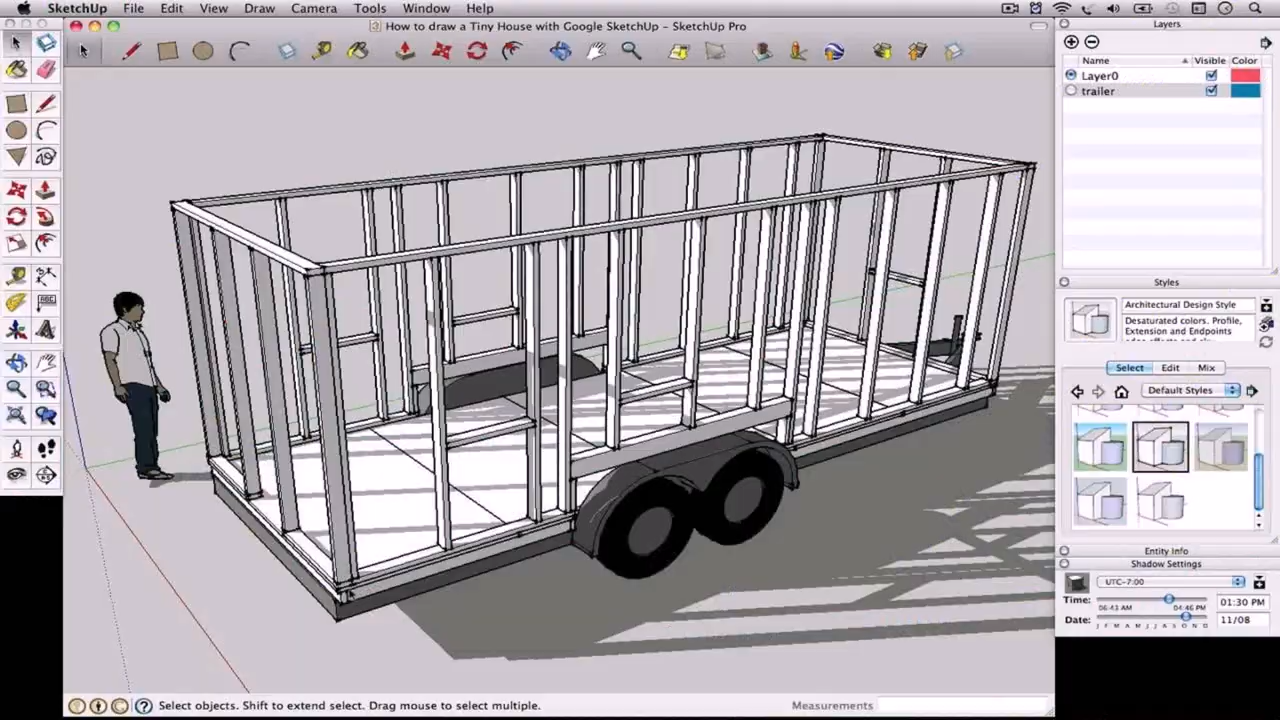 SketchUp File Edit View Draw Camera Tools Window Help
How to draw a Tiny House with Google SketchUp - SketchUp Pro
Layers
Name Visible Color
Layer0
trailer
Styles
Architectural Design Style
Desaturated colors. Profile,
Extension and Endpoints
Select Edit Mix
Default Styles
Entity Info
Shadow Settings
UTC-7:00
Time: 06:43 AM 04:46 PM 01:30 PM
Date: J F M A M J J A S O N D 11/08
Select objects. Shift to extend select. Drag mouse to select multiple.
Measurements